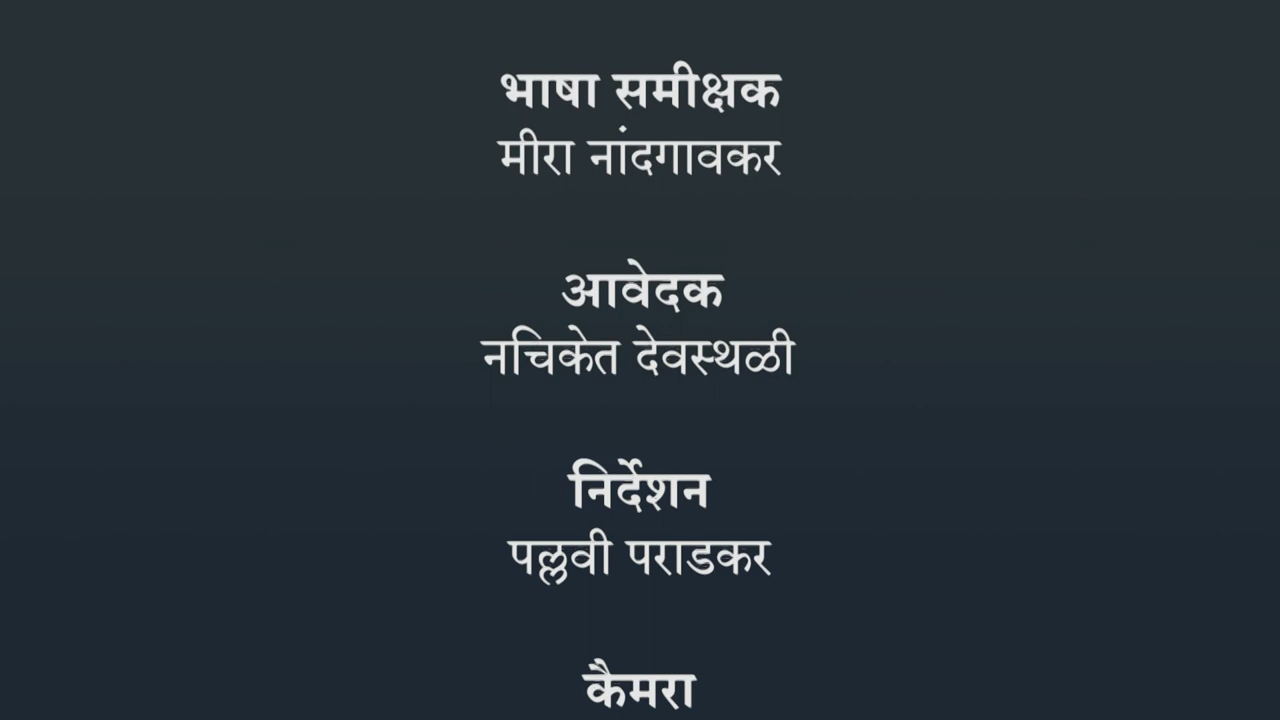 भाषा समीक्षक
मीरा नांदगावकर
आवेदक
नचिकेत देवस्थळी
निर्देशन
पल्लवी पराडकर
कैमरा